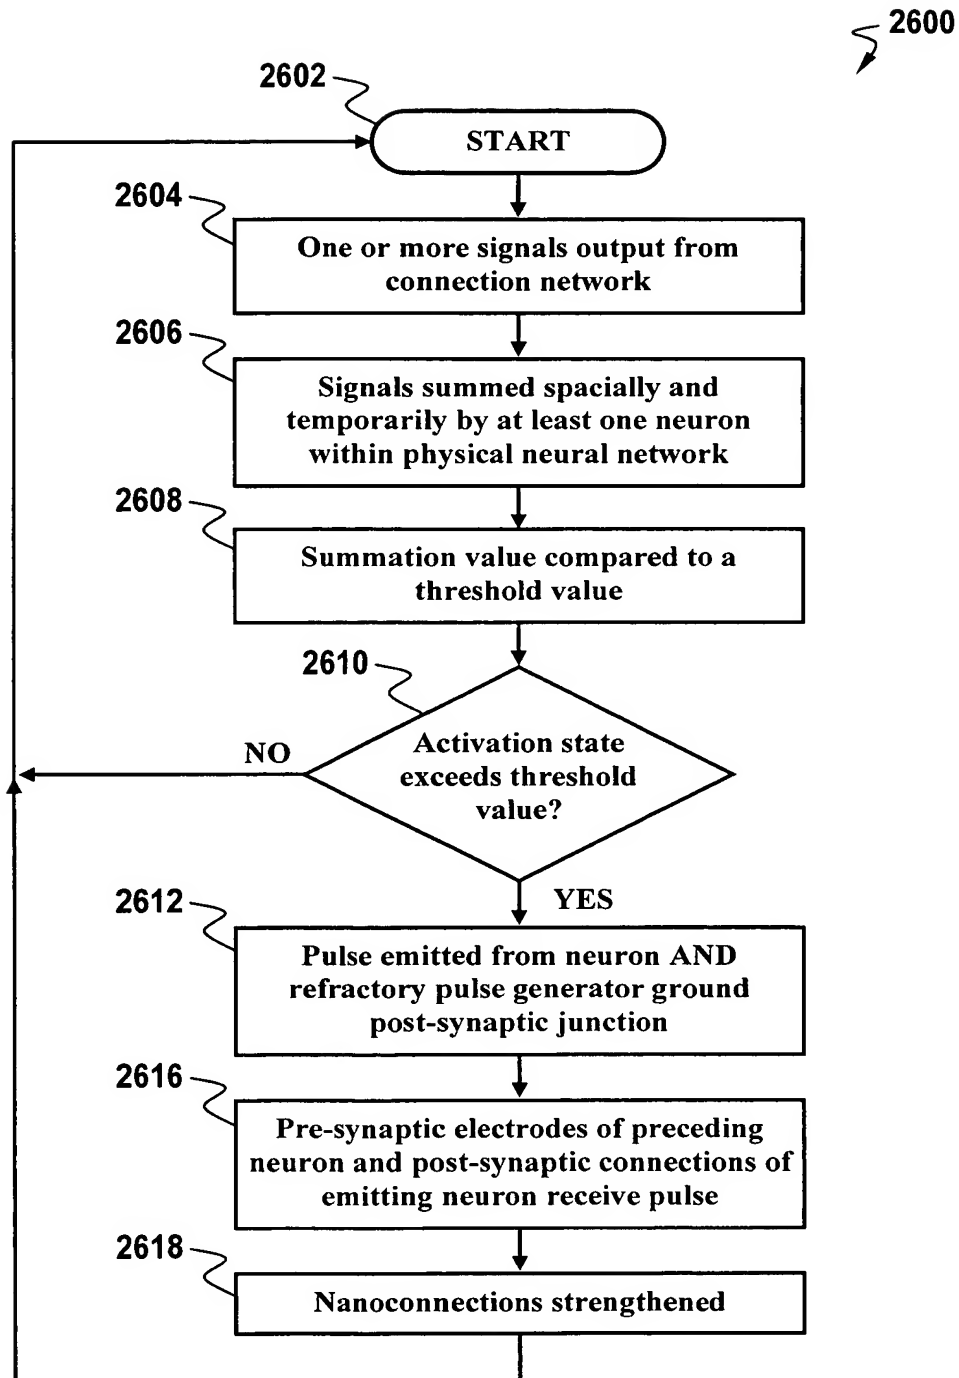 2600
2602
START
2604
One or more signals output from
connection network
2606
Signals summed spacially and
temporarily by at least one neuron
within physical neural network
2608
Summation value compared to a
threshold value
2610
Activation state
exceeds threshold
value?
NO
YES
2612
Pulse emitted from neuron AND
refractory pulse generator ground
post-synaptic junction
2616
Pre-synaptic electrodes of preceding
neuron and post-synaptic connections of
emitting neuron receive pulse
2618
Nanoconnections strengthened